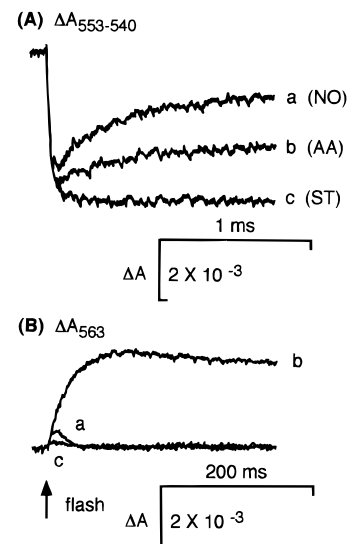 (A) ΔA553-540
a (NO)
b (AA)
c (ST)
1 ms
ΔA 2 X 10 -3
(B) ΔA563
b
a
c
200 ms
flash
ΔA 2 X 10 -3